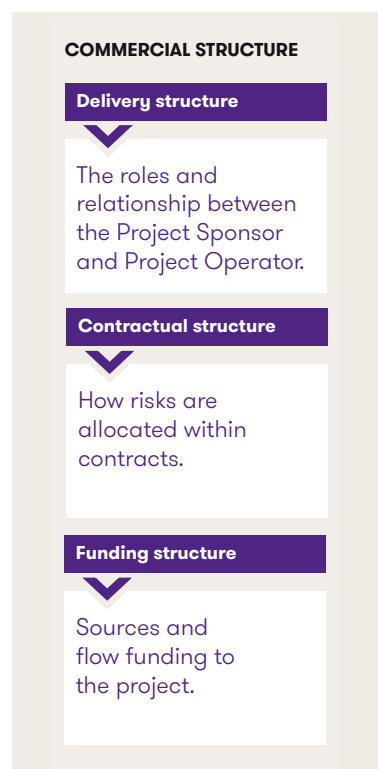 COMMERCIAL STRUCTURE
Delivery structure
The roles and
relationship between
the Project Sponsor
and Project Operator.
Contractual structure
How risks are
allocated within
contracts.
Funding structure
Sources and
flow funding to
the project.